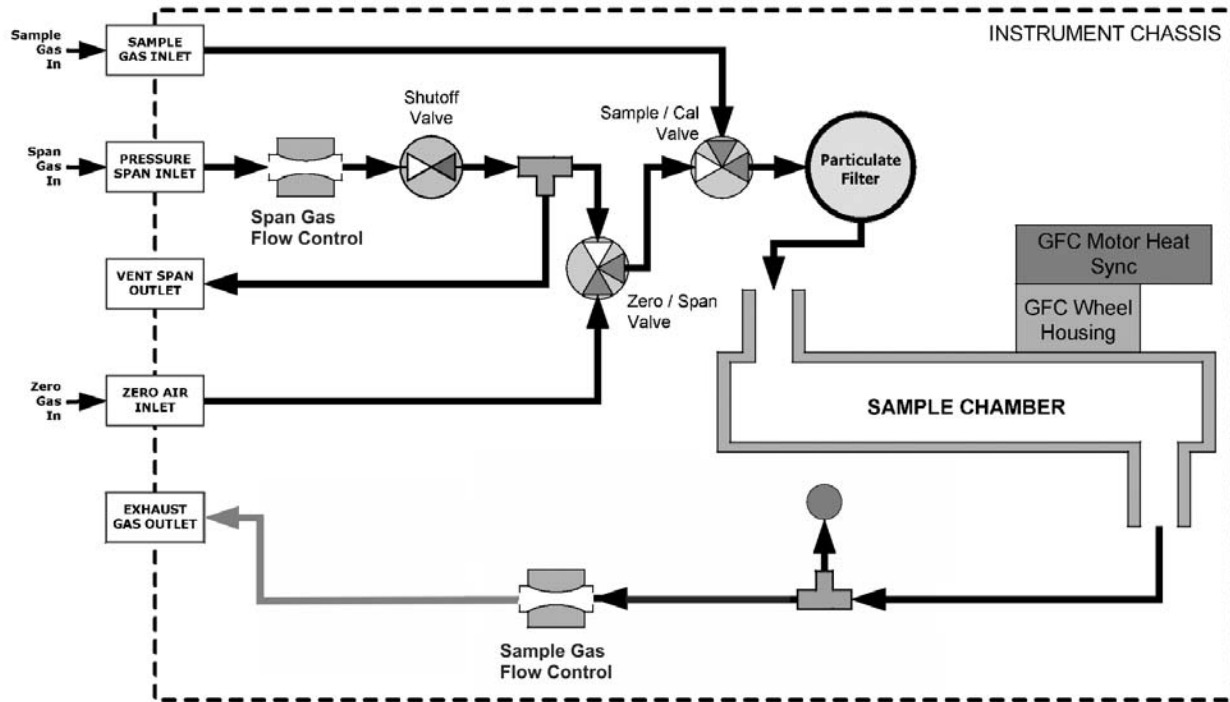 INSTRUMENT CHASSIS
Sample
Gas
In
SAMPLE
GAS INLET
Shutoff
Valve
Sample / Cal
Valve
Span
Gas
In
PRESSURE
SPAN INLET
Particulate
Filter
Span Gas
Flow Control
GFC Motor Heat
Sync
VENT SPAN
OUTLET
Zero / Span
Valve
GFC Wheel
Housing
Zero
Gas
In
ZERO AIR
INLET
SAMPLE CHAMBER
EXHAUST
GAS OUTLET
Sample Gas
Flow Control